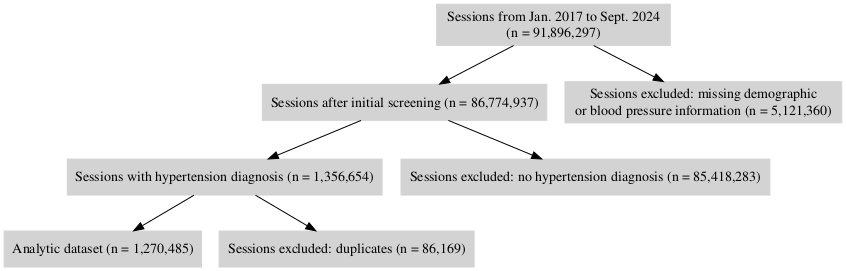 Sessions from Jan. 2017 to Sept. 2024
(n = 91,896,297)
Sessions after initial screening (n = 86,774,937)
Sessions excluded: missing demographic
or blood pressure information (n = 5,121,360)
Sessions with hypertension diagnosis (n = 1,356,654)
Sessions excluded: no hypertension diagnosis (n = 85,418,283)
Analytic dataset (n = 1,270,485)
Sessions excluded: duplicates (n = 86,169)